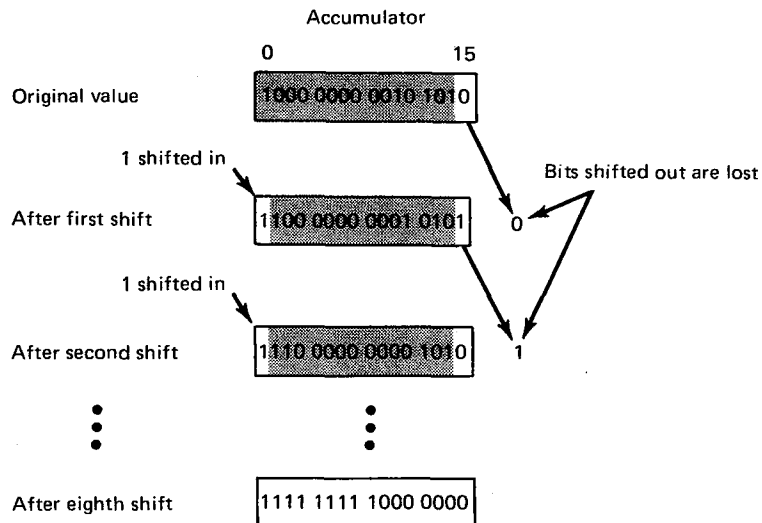 Accumulator
0 15
Original value 1000 0000 0010 1010
1 shifted in
Bits shifted out are lost
After first shift 1100 0000 0001 0101 0
1 shifted in
After second shift 1110 0000 0000 1010 1
After eighth shift 1111 1111 1000 0000